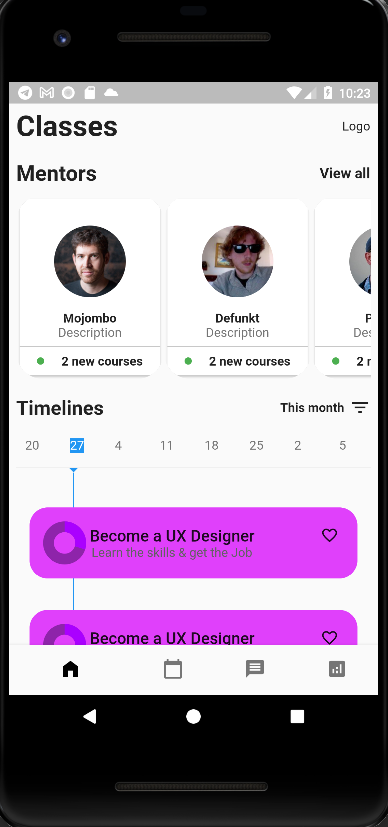 10:23
Classes
Logo
Mentors
View all
Mojombo
Description
2 new courses
Defunkt
Description
2 new courses
P
Des
2 n
Timelines
This month
20 27 4 11 18 25 2 5
Become a UX Designer
Learn the skills & get the Job
Become a UX Designer